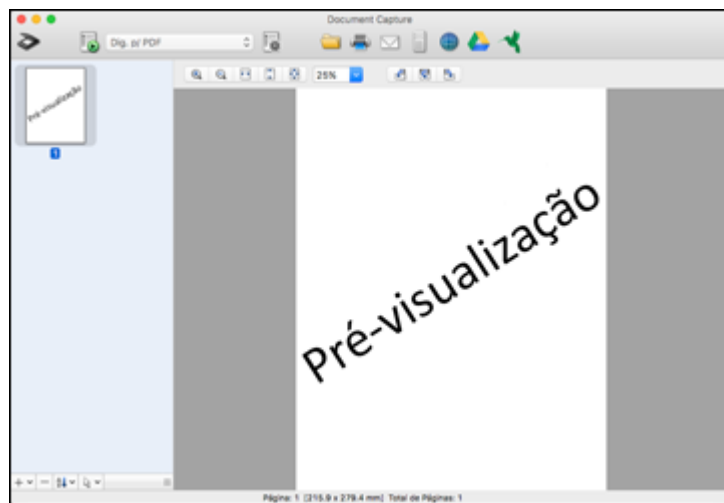 Document Capture
Dig. p/ PDF
25%
Pré-visualização
1
Pré-visualização
Página: 1 [215.9 x 279.4 mm] Total de Páginas: 1